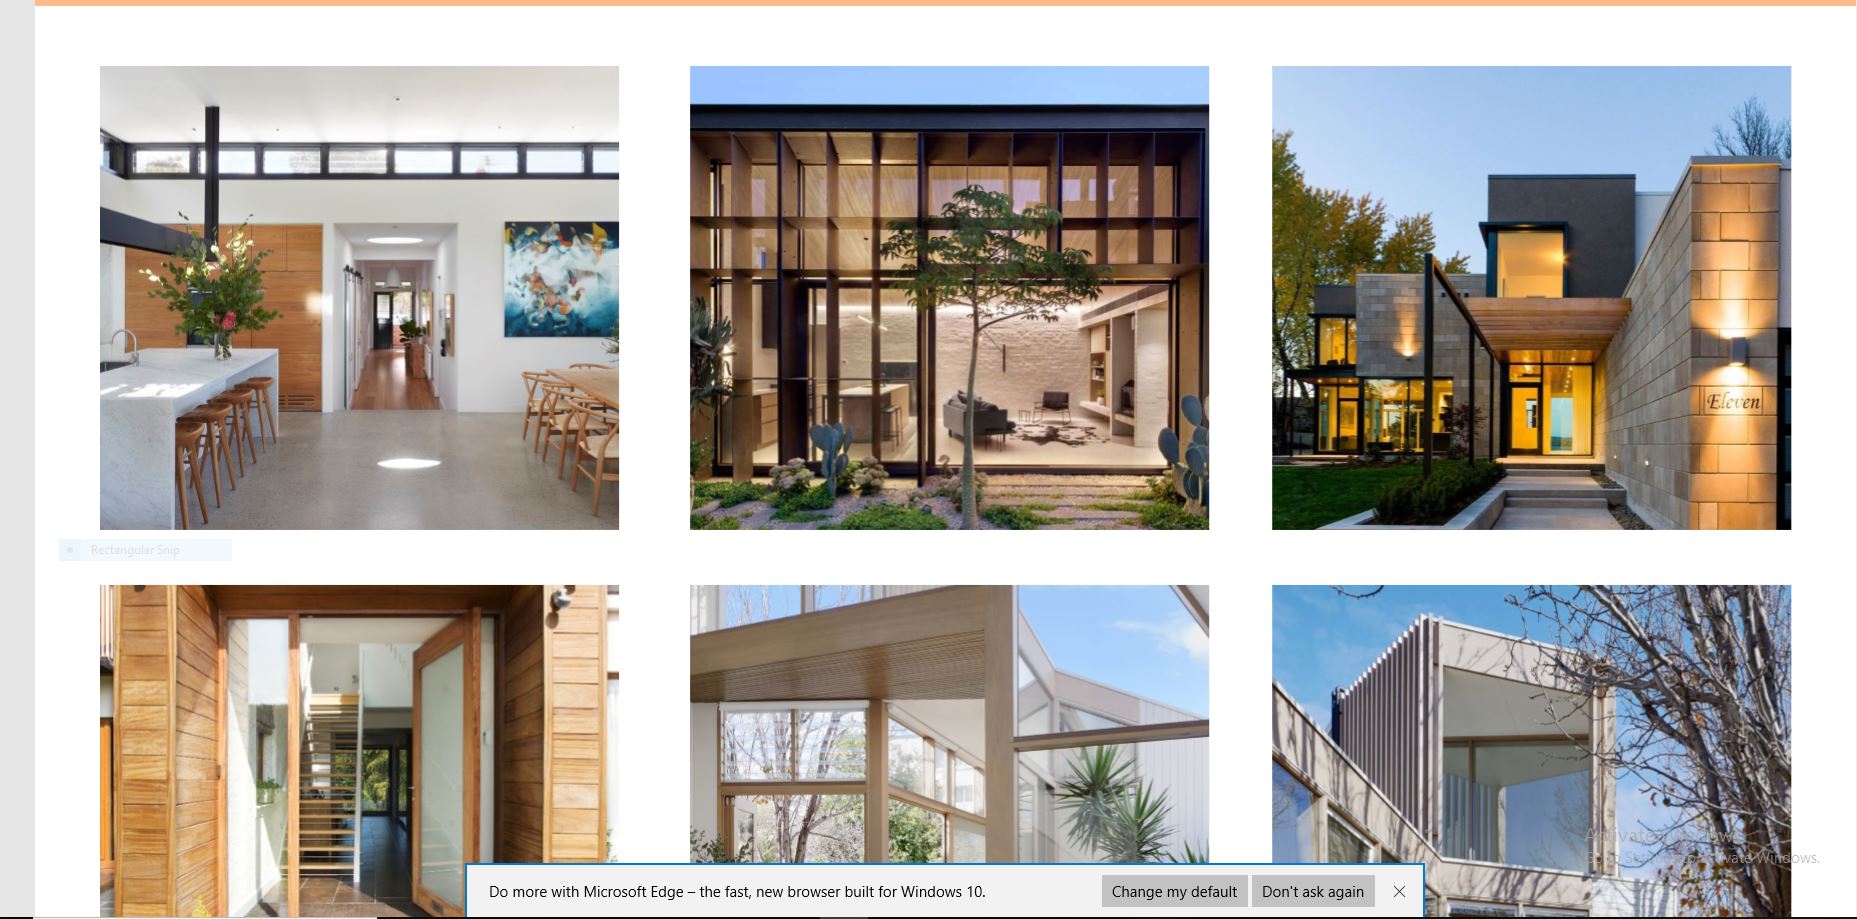 Eleven
Rectangular Snip
Activate Windows
Go to Settings to activate Windows.
Do more with Microsoft Edge – the fast, new browser built for Windows 10.
Change my default
Don't ask again